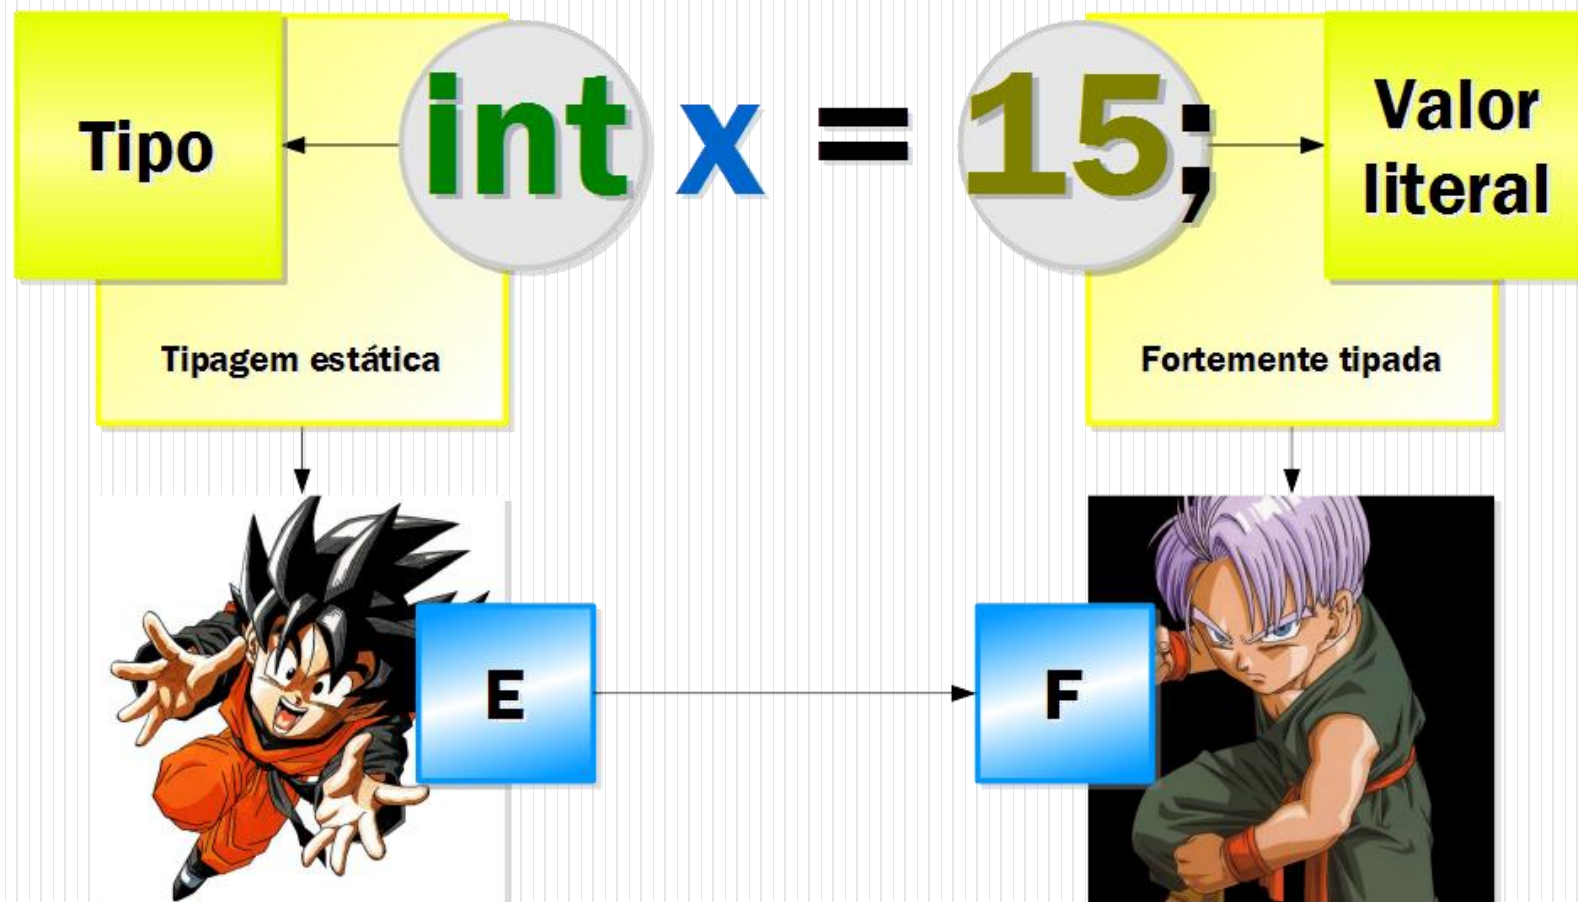 Tipo
int x = 15;
Valor
literal
Tipagem estática
Fortemente tipada
E
F